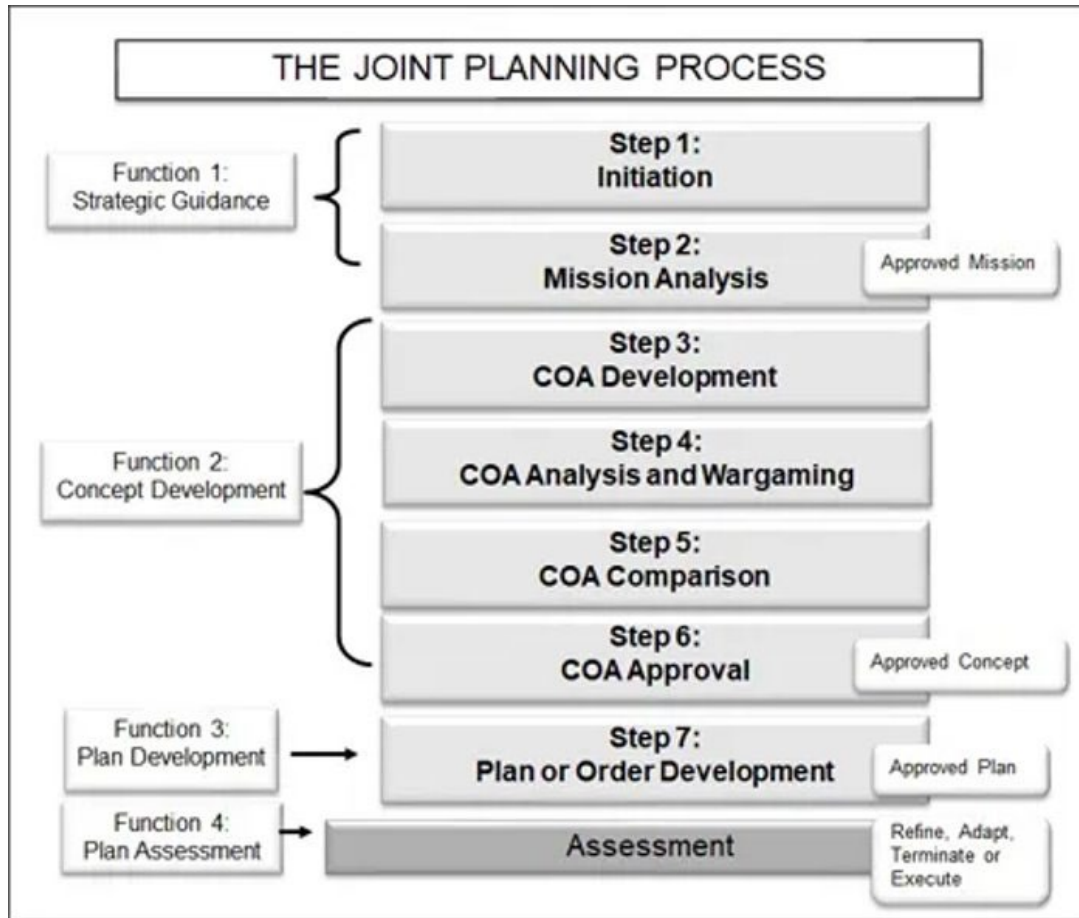 THE JOINT PLANNING PROCESS
Function 1:
Strategic Guidance
Step 1:
Initiation
Step 2:
Mission Analysis
Approved Mission
Function 2:
Concept Development
Step 3:
COA Development
Step 4:
COA Analysis and Wargaming
Step 5:
COA Comparison
Step 6:
COA Approval
Approved Concept
Function 3:
Plan Development
Step 7:
Plan or Order Development
Approved Plan
Function 4:
Plan Assessment
Assessment
Refine, Adapt,
Terminate or
Execute